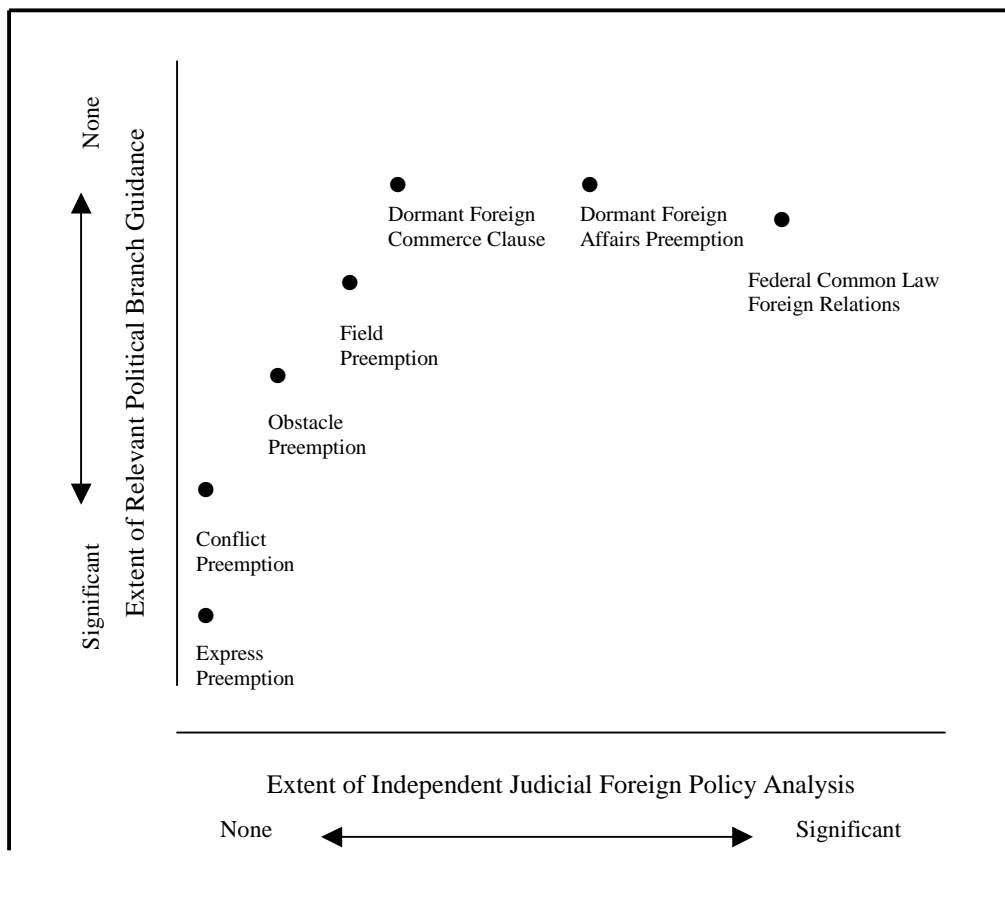 None
Extent of Relevant Political Branch Guidance
Significant
Dormant Foreign
Commerce Clause
Dormant Foreign
Affairs Preemption
Federal Common Law
Foreign Relations
Field
Preemption
Obstacle
Preemption
Conflict
Preemption
Express
Preemption
Extent of Independent Judicial Foreign Policy Analysis
None
Significant